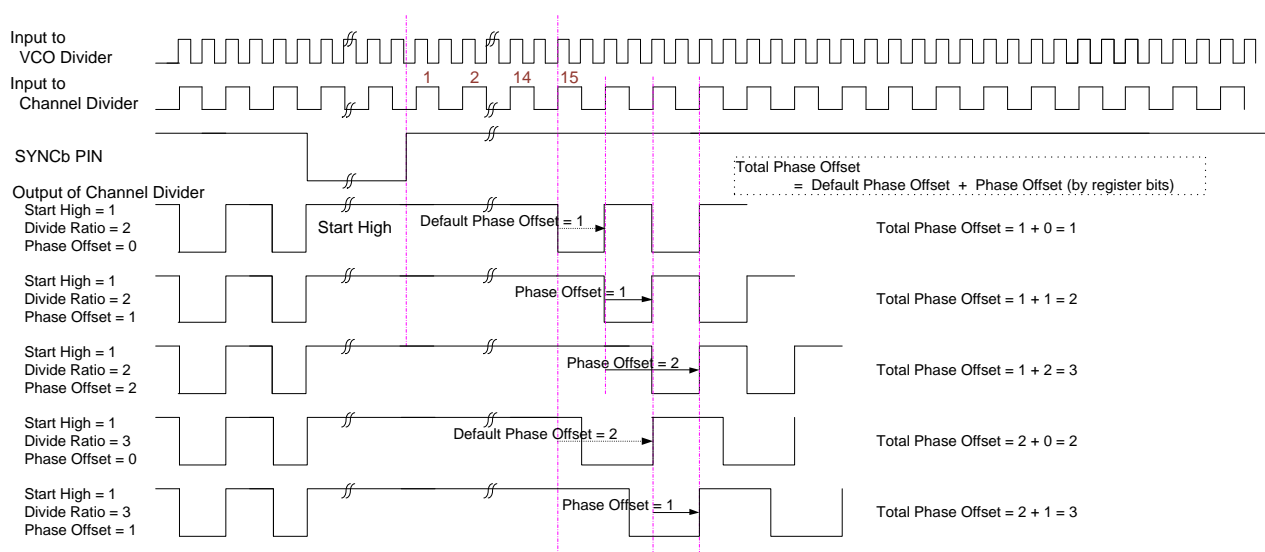 Input to
VCO Divider
Input to
Channel Divider
1 2 14 15
SYNCb PIN
Total Phase Offset
= Default Phase Offset + Phase Offset (by register bits)
Output of Channel Divider
Start High = 1
Divide Ratio = 2
Phase Offset = 0
Start High
Default Phase Offset = 1
Total Phase Offset = 1 + 0 = 1
Start High = 1
Divide Ratio = 2
Phase Offset = 1
Phase Offset = 1
Total Phase Offset = 1 + 1 = 2
Start High = 1
Divide Ratio = 2
Phase Offset = 2
Phase Offset = 2
Total Phase Offset = 1 + 2 = 3
Start High = 1
Divide Ratio = 3
Phase Offset = 0
Default Phase Offset = 2
Total Phase Offset = 2 + 0 = 2
Start High = 1
Divide Ratio = 3
Phase Offset = 1
Phase Offset = 1
Total Phase Offset = 2 + 1 = 3